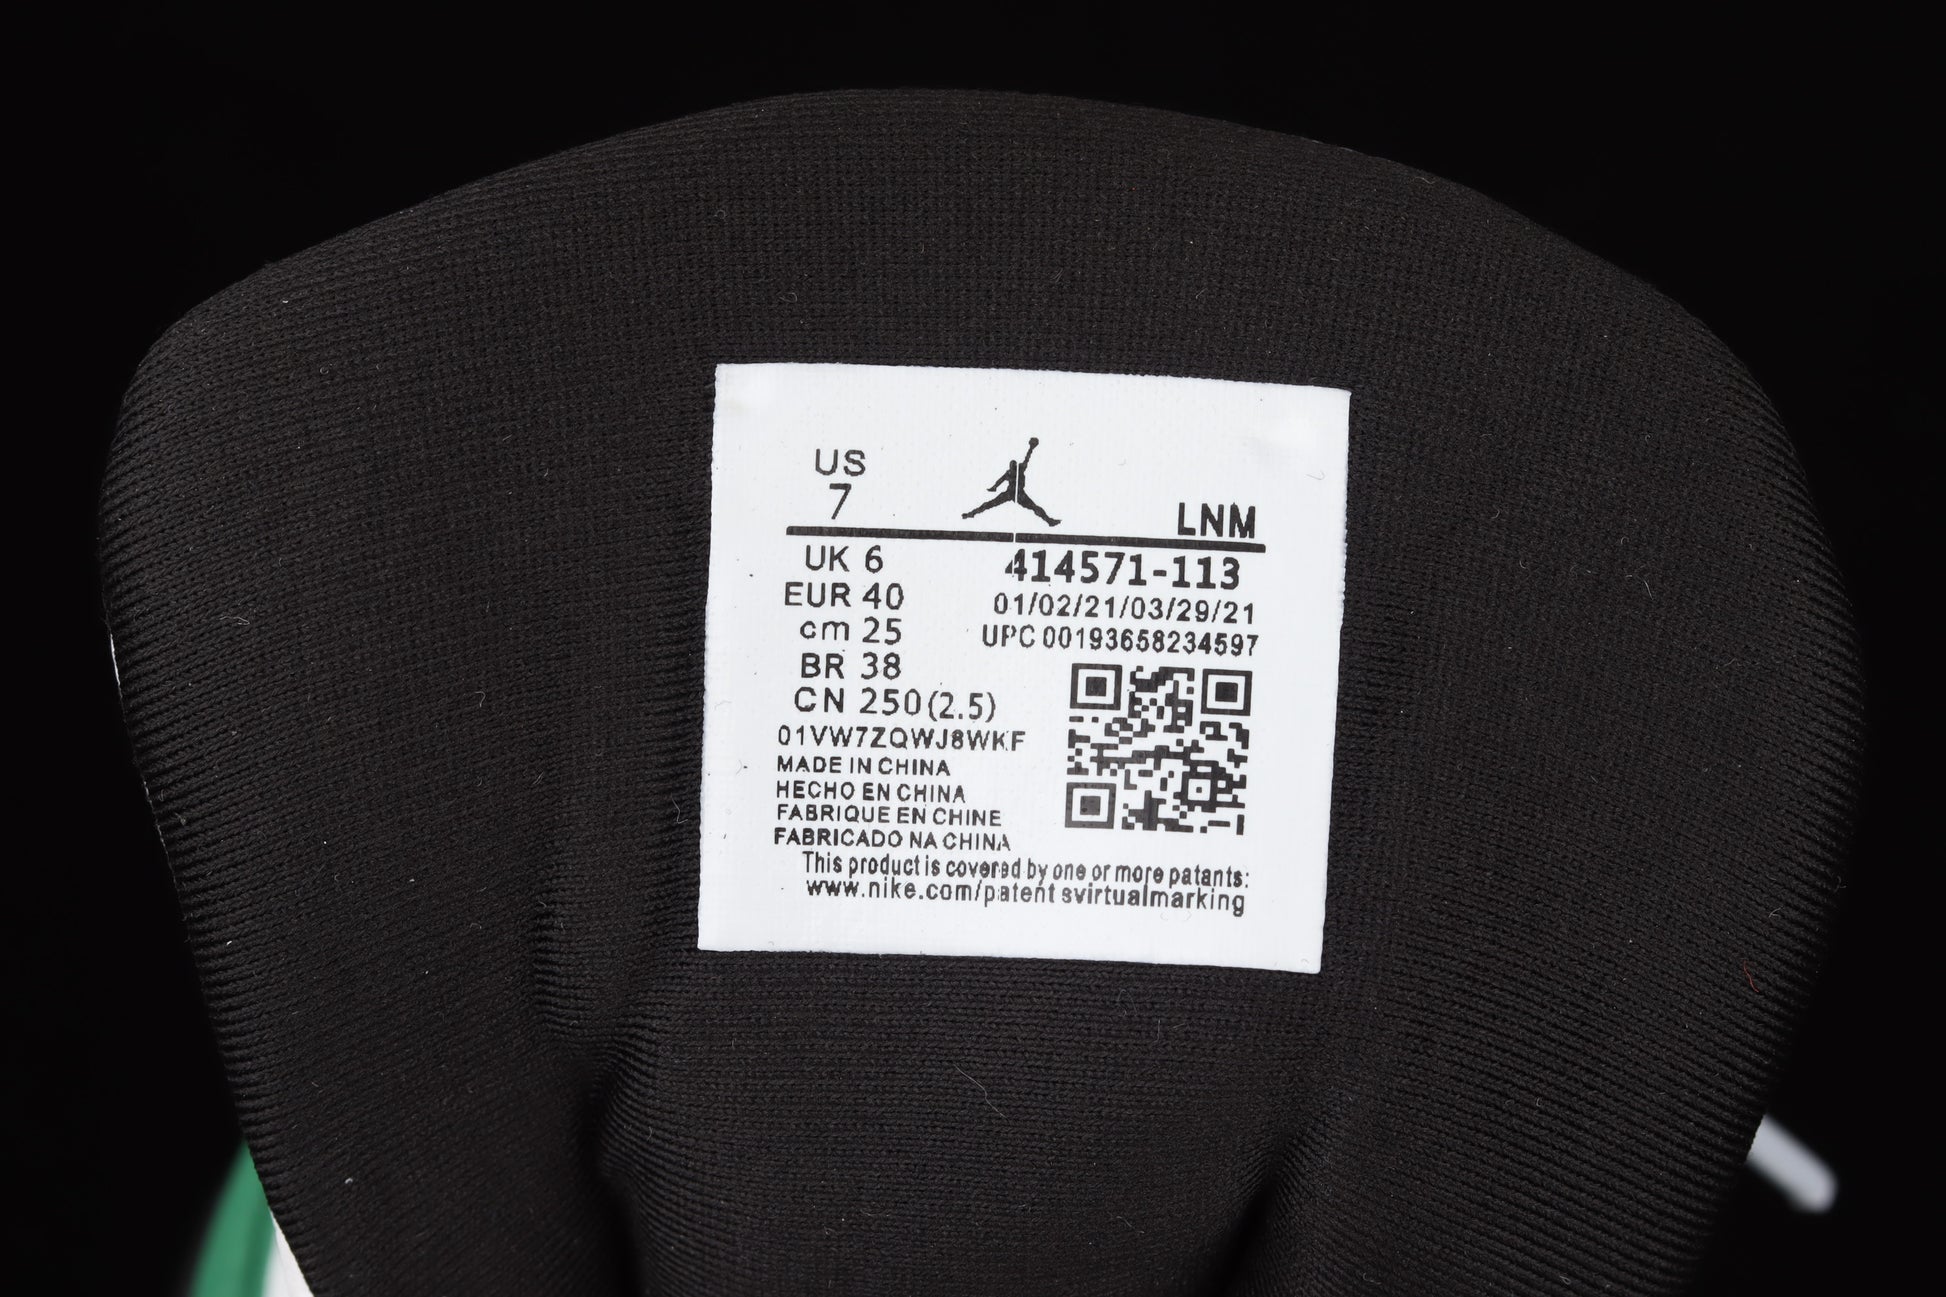 US
7
LNM
UK 6
414571-113
EUR 40
01/02/21/03/29/21
cm 25
UPC 00193658234597
BR 38
CN 250(2.5)
01VW7ZQWJ8WKF
MADE IN CHINA
HECHO EN CHINA
FABRIQUE EN CHINE
FABRICADO NA CHINA
This product is covered by one or more patants:
www.nike.com/patent svirtualmarking